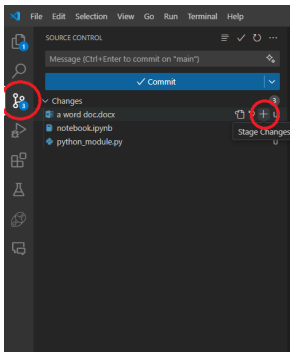 File Edit Selection View Go Run Terminal Help
SOURCE CONTROL
Message (Ctrl+Enter to commit on "main")
Commit
Changes 3
a word doc.docx U
notebook.ipynb
Stage Changes
python_module.py U